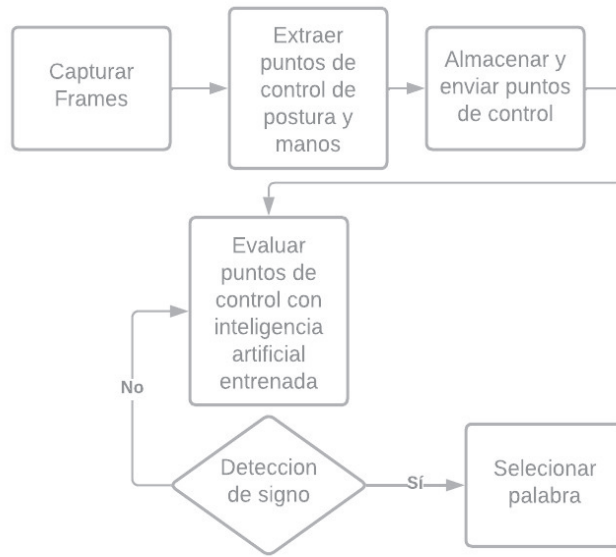 Capturar
Frames
Extraer
puntos de
control de
postura y
manos
Almacenar y
enviar puntos
de control
Evaluar
puntos de
control con
inteligencia
artificial
entrenada
No
Deteccion
de signo
Sí
Selecionar
palabra